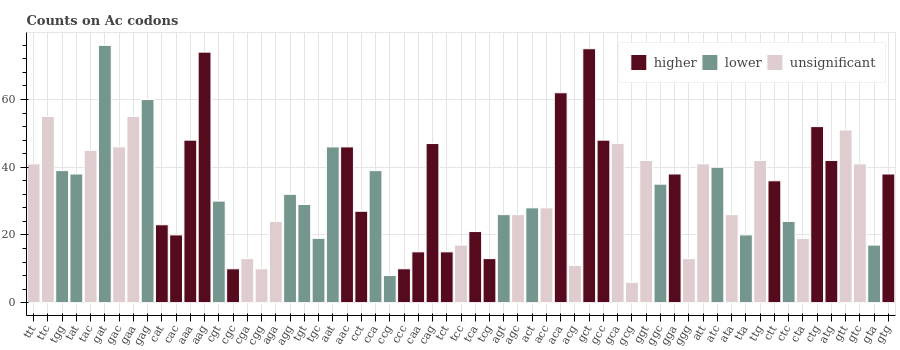 Counts on Ac codons
higher lower unsignificant
60
40
20
0
ttt ttc tgg tat tac gat gac gaa gag cat cac aaa aag cgt cgc cga cgg aga agg tgt tgc aat aac cct cca ccg ccc caa cag tct tcc tca tcg agt agc act acc aca acg gct gcc gca gcg ggt ggc gga ggg att atc ata tta ttg ctt ctc cta ctg atg gtt gtc gta gtg